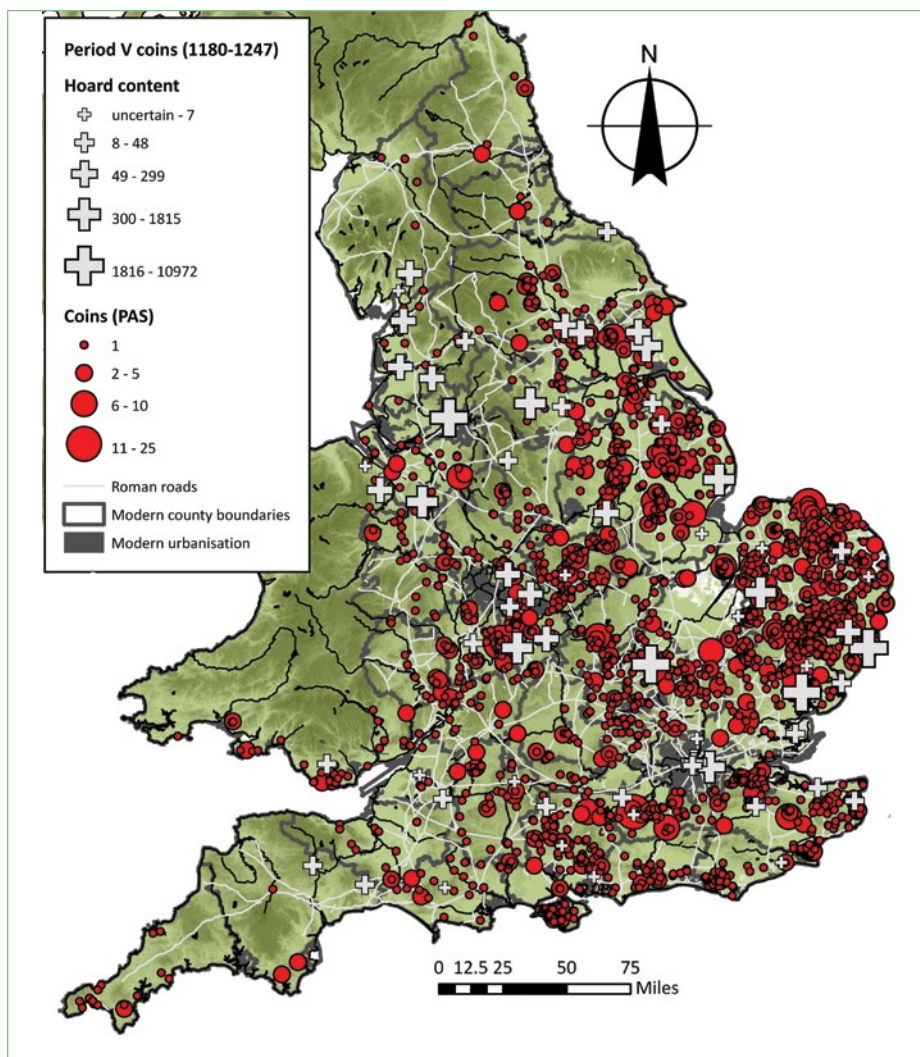 Period V coins (1180-1247)
Hoard content
uncertain - 7
8 - 48
49 - 299
300 - 1815
1816 - 10972
Coins (PAS)
1
2 - 5
6 - 10
11 - 25
Roman roads
Modern county boundaries
Modern urbanisation
N
0 12.5 25 50 75
Miles